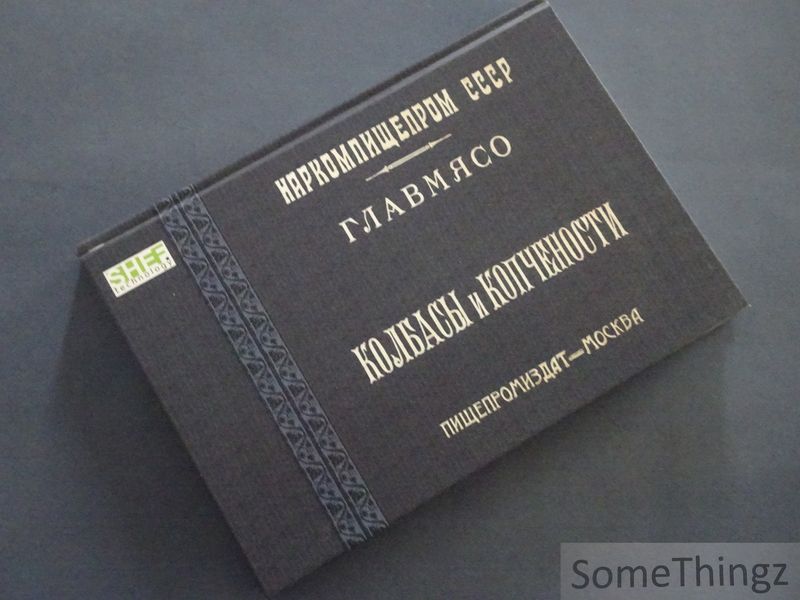 НАРКОМПИЩЕПРОМ СССР
ГЛАВМЯСО
КОЛБАСЫ и КОПЧЕНОСТИ
ПИЩЕПРОМИЗДАТ—МОСКВА
SHEF.
technology
SomeThingz